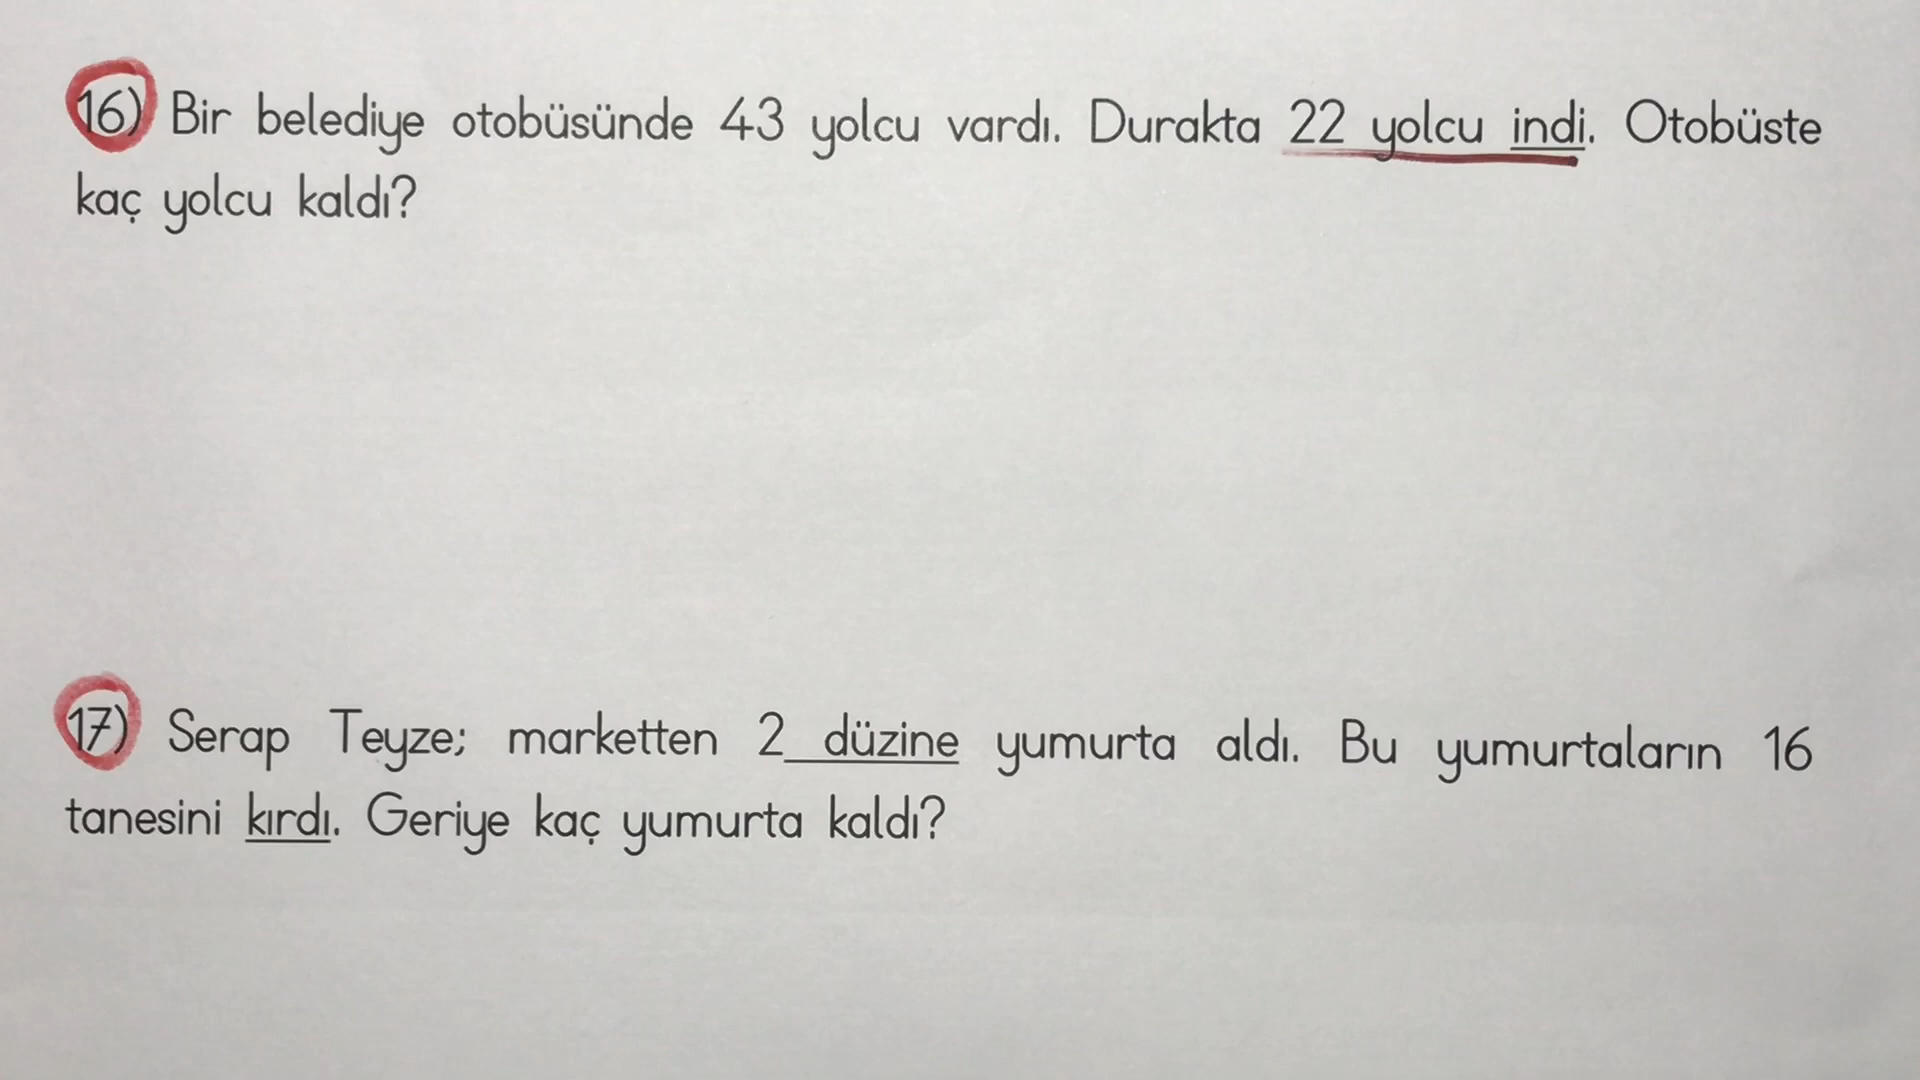 16) Bir belediye otobüsünde 43 yolcu vardı. Durakta 22 yolcu indi. Otobüste
kaç yolcu kaldı?
17) Serap Teyze; marketten 2 düzine yumurta aldı. Bu yumurtaların 16
tanesini kırdı. Geriye kaç yumurta kaldı?